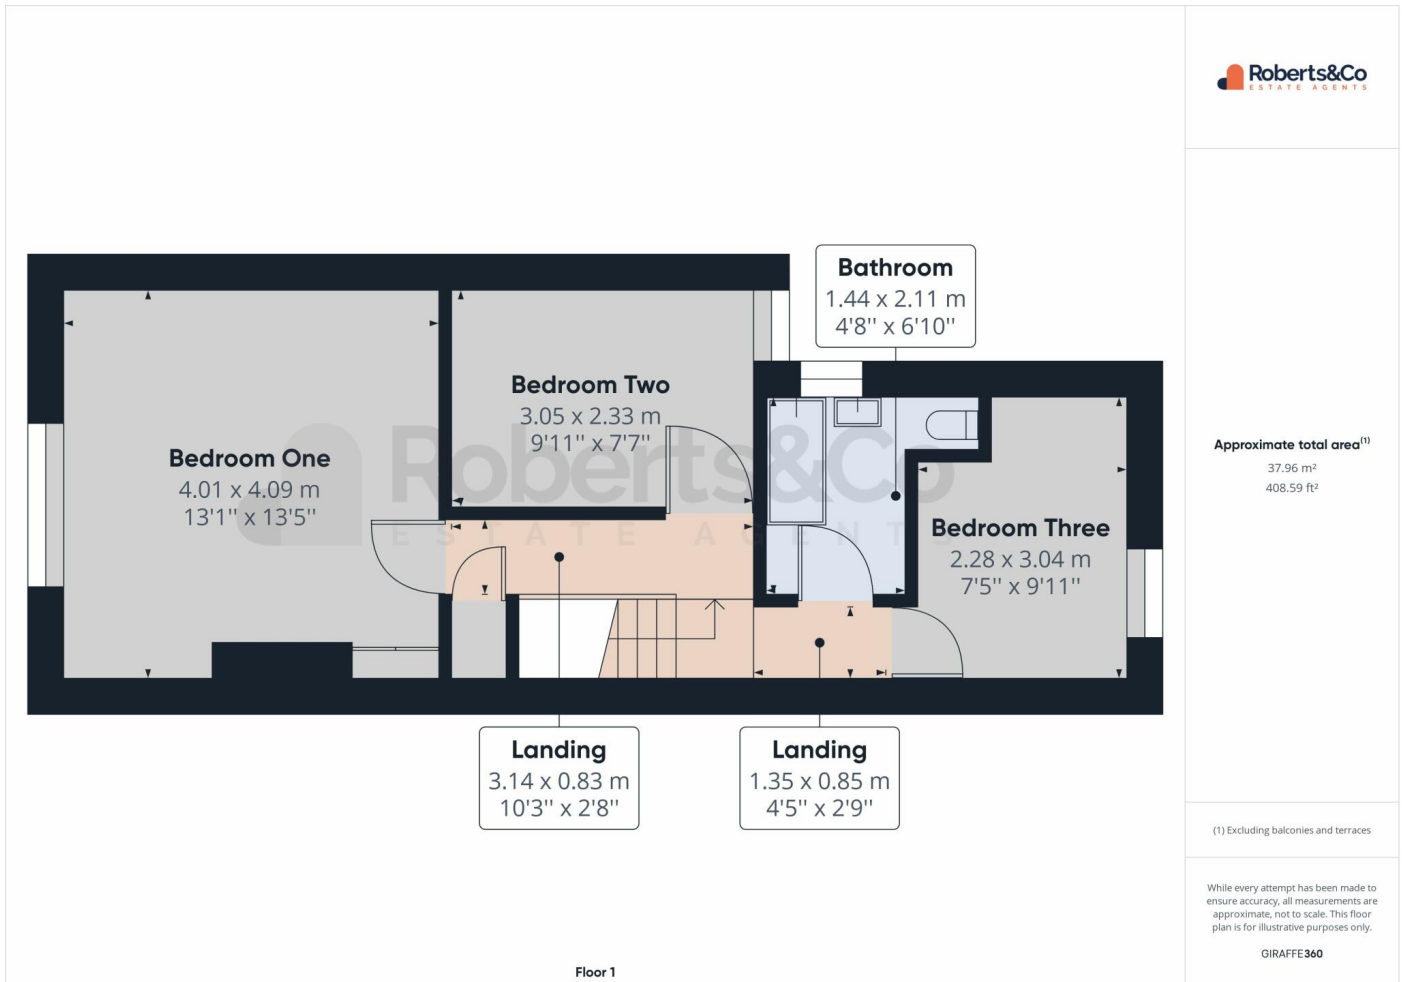 Roberts&Co
ESTATE AGENTS
Bathroom
1.44 x 2.11 m
4'8'' x 6'10''
Bedroom Two
3.05 x 2.33 m
9'11'' x 7'7''
Bedroom One
4.01 x 4.09 m
13'1'' x 13'5''
Roberts&Co
ESTATE AGENTS
Bedroom Three
2.28 x 3.04 m
7'5'' x 9'11''
Landing
3.14 x 0.83 m
10'3'' x 2'8''
Landing
1.35 x 0.85 m
4'5'' x 2'9''
Floor 1
Approximate total area(1)
37.96 m²
408.59 ft²
(1) Excluding balconies and terraces
While every attempt has been made to
ensure accuracy, all measurements are
approximate, not to scale. This floor
plan is for illustrative purposes only.
GIRAFFE360